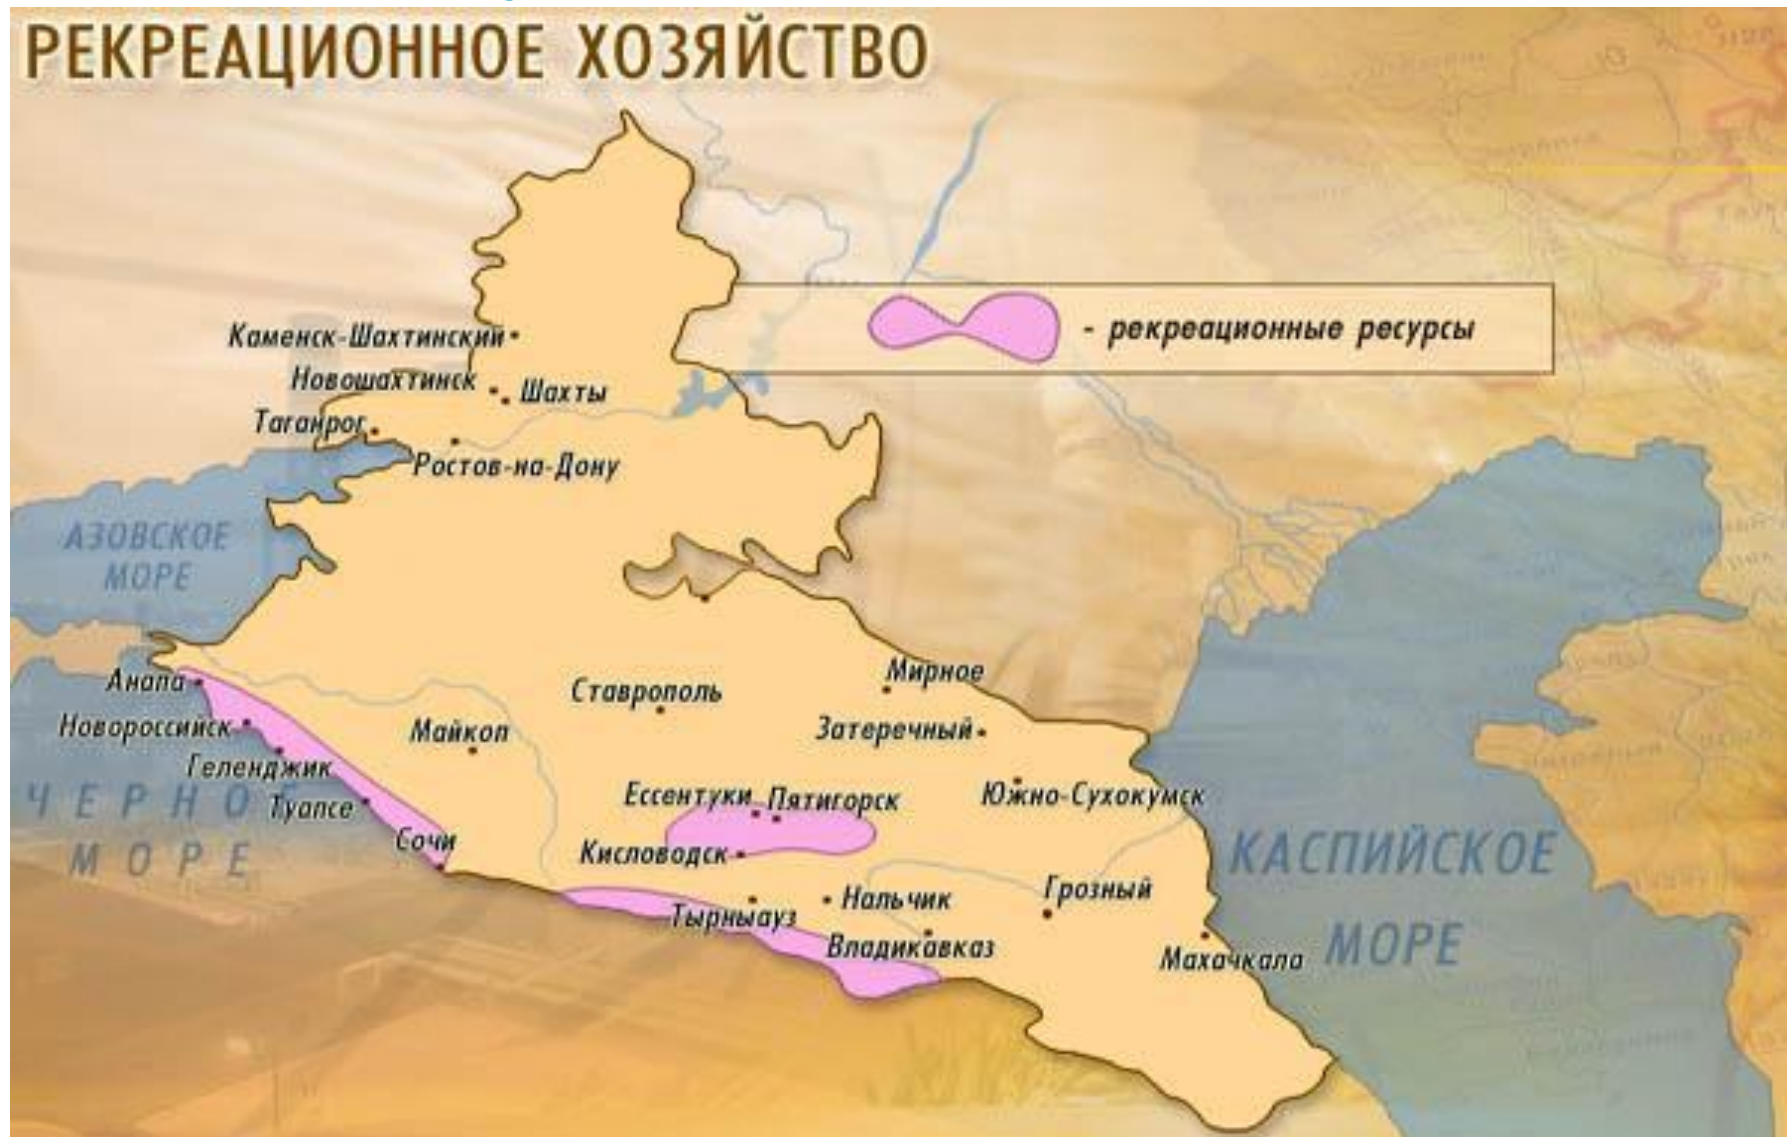 РЕКРЕАЦИОННОЕ ХОЗЯЙСТВО
- рекреационные ресурсы
Каменск-Шахтинский
Новошахтинск
Шахты
Таганрог
Ростов-на-Дону
АЗОВСКОЕ
МОРЕ
Анапа
Новороссийск
Геленджик
Туапсе
Сочи
ЧЕРНОЕ
МОРЕ
Майкоп
Ставрополь
Мирное
Затеречный
Южно-Сухокумск
Ессентуки
Пятигорск
Кисловодск
Тырныауз
Нальчик
Владикавказ
Грозный
Махачкала
КАСПИЙСКОЕ
МОРЕ